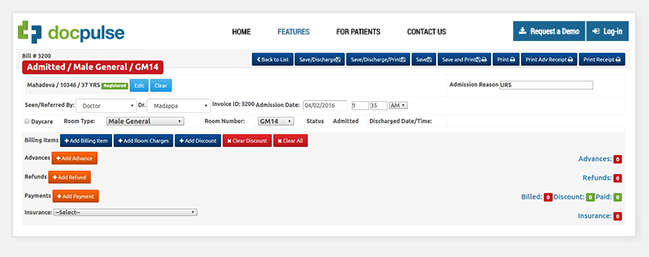 docpulse
HOME FEATURES FOR PATIENTS CONTACT US Request a Demo Log-in
Bill # 3200
Admitted / Male General / GM14
Back to List Save/Discharge Save/Discharge/Print Save Save and Print Print Print Adv Receipt Print Receipt
Mahadeva / 10346 / 37 YRS Registered Edit Clear Admission Reason URS
Seen/Referred By: Doctor Dr. Madappa Invoice ID: 3200 Admission Date: 04/02/2016 9 35 AM
Daycare Room Type: Male General Room Number: GM14 Status Admitted Discharged Date/Time:
Billing Items + Add Billing Item + Add Room Charges + Add Discount × Clear Discount × Clear All
Advances + Add Advance Advances: 0
Refunds + Add Refund Refunds: 0
Payments + Add Payment Billed: 0 Discount: 0 Paid: 0
Insurance: --Select-- Insurance: 0